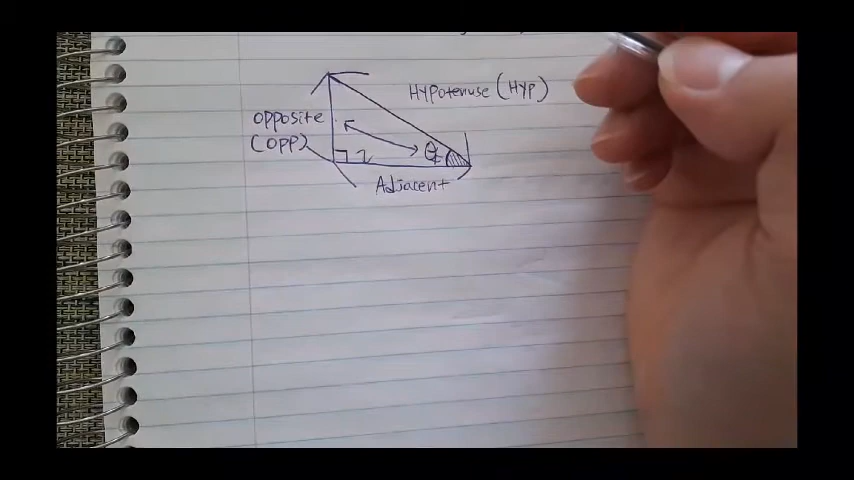 Hypotenuse (HYP)
Opposite
(OPP)
θ
Adjacent